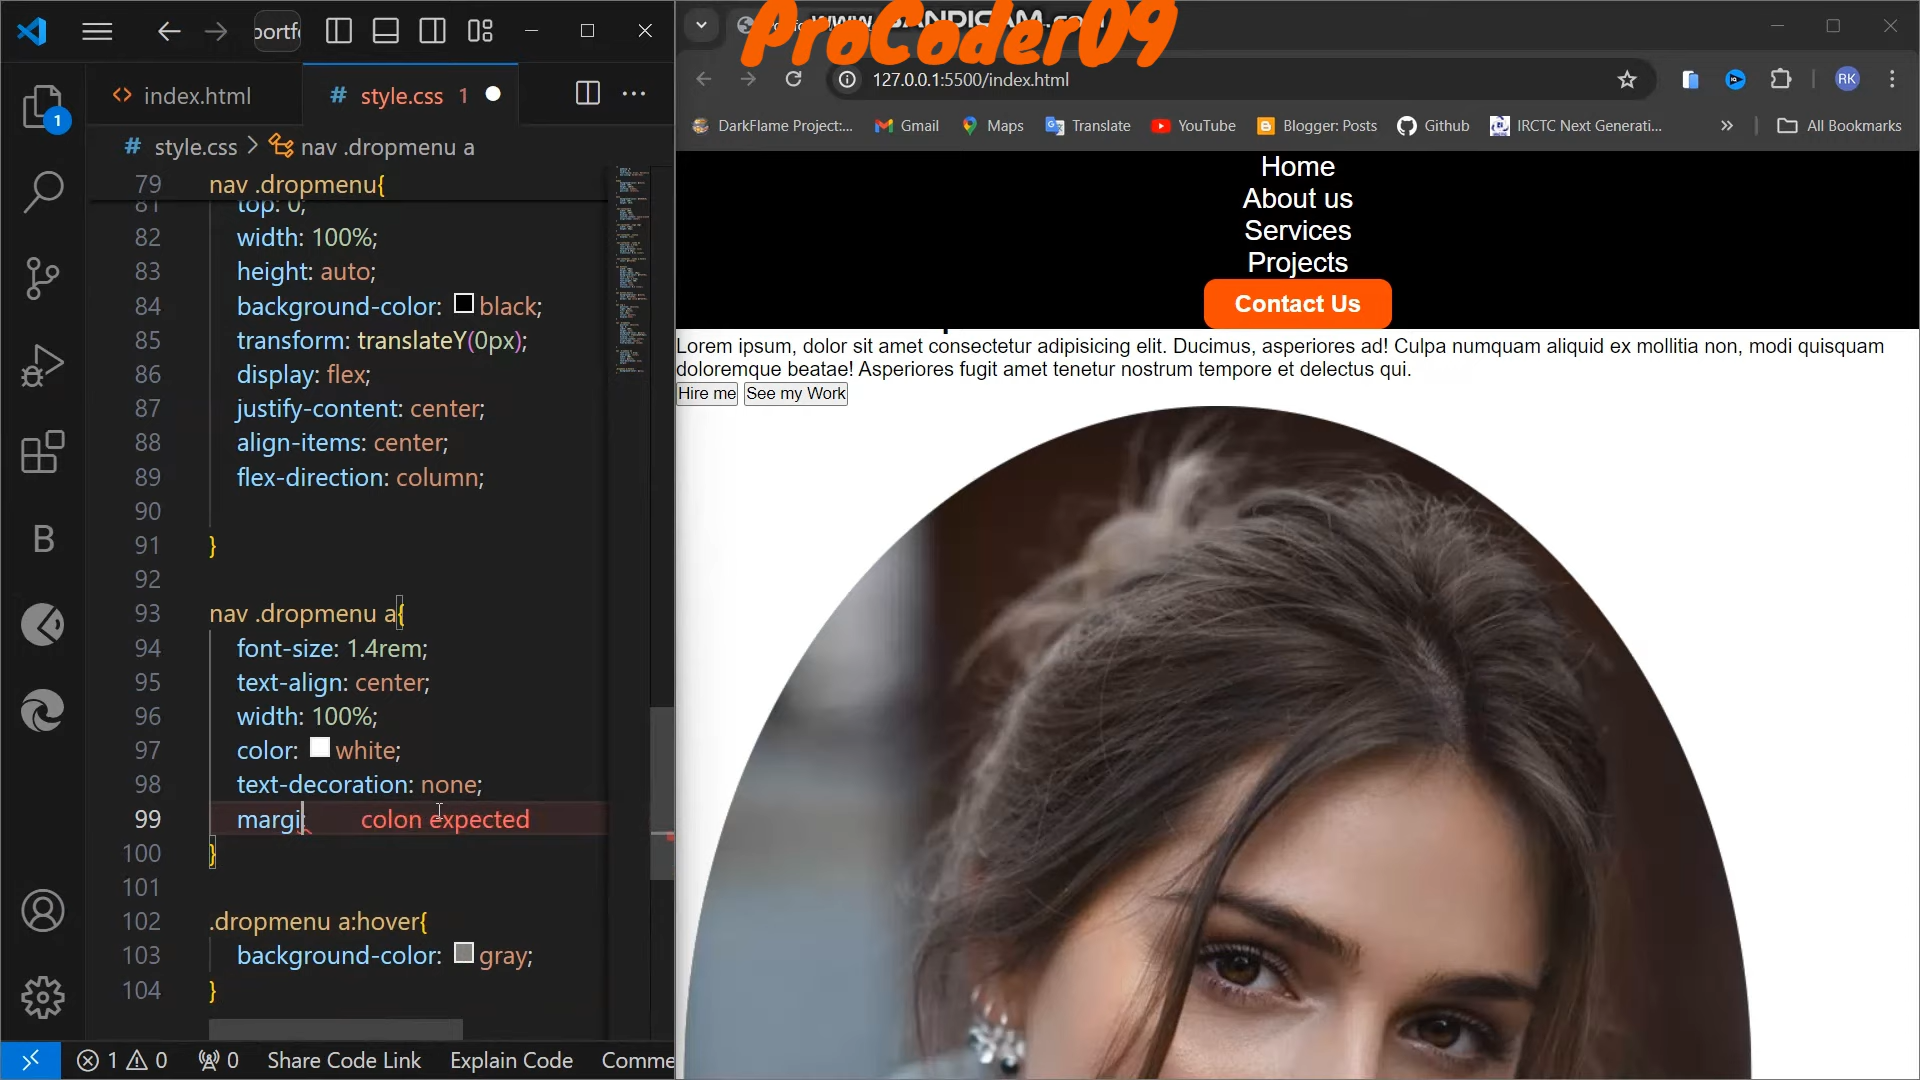 portf
index.html
# style.css 1
# style.css > nav .dropmenu a
79 nav .dropmenu{
81 top: 0;
82 width: 100%;
83 height: auto;
84 background-color: black;
85 transform: translateY(0px);
86 display: flex;
87 justify-content: center;
88 align-items: center;
89 flex-direction: column;
90
91 }
92
93 nav .dropmenu a{
94 font-size: 1.4rem;
95 text-align: center;
96 width: 100%;
97 color: white;
98 text-decoration: none;
99 margi colon expected
100 }
101
102 .dropmenu a:hover{
103 background-color: gray;
104 }
1
B
1 0 0 Share Code Link Explain Code Comme
ProCoder09
127.0.0.1:5500/index.html
RK
DarkFlame Project:... Gmail Maps Translate YouTube Blogger: Posts Github IRCTC Next Generati... » All Bookmarks
Home
About us
Services
Projects
Contact Us
Lorem ipsum, dolor sit amet consectetur adipisicing elit. Ducimus, asperiores ad! Culpa numquam aliquid ex mollitia non, modi quisquam
doloremque beatae! Asperiores fugit amet tenetur nostrum tempore et delectus qui.
Hire me See my Work